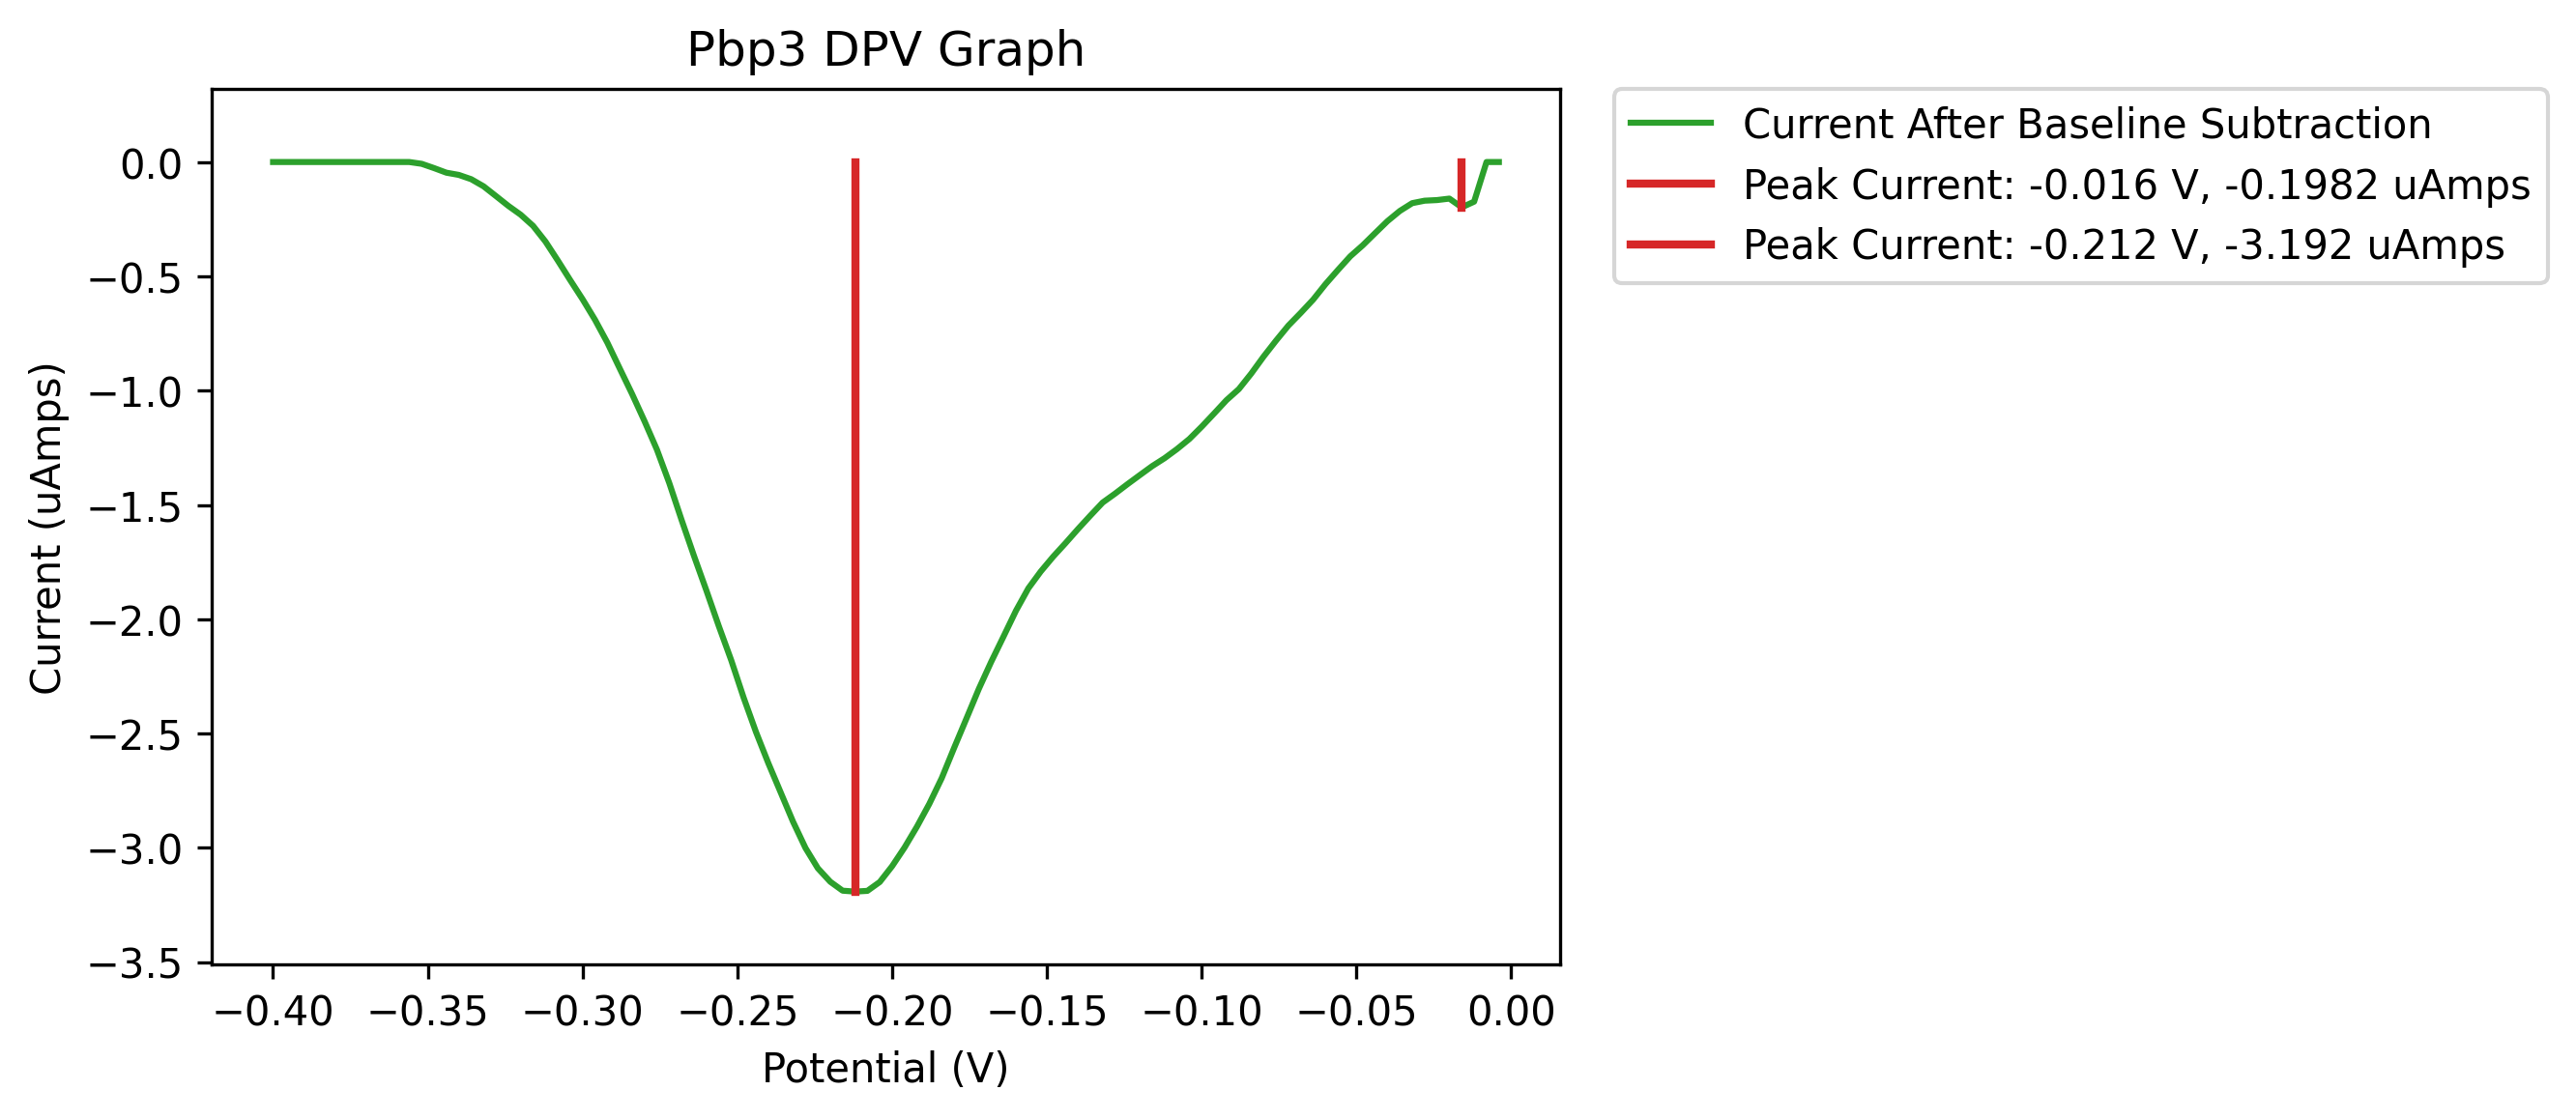 Pbp3 DPV Graph
Current After Baseline Subtraction
Peak Current: -0.016 V, -0.1982 uAmps
Peak Current: -0.212 V, -3.192 uAmps
Current (uAmps)
0.0
−0.5
−1.0
−1.5
−2.0
−2.5
−3.0
−3.5
−0.40 −0.35 −0.30 −0.25 −0.20 −0.15 −0.10 −0.05 0.00
Potential (V)